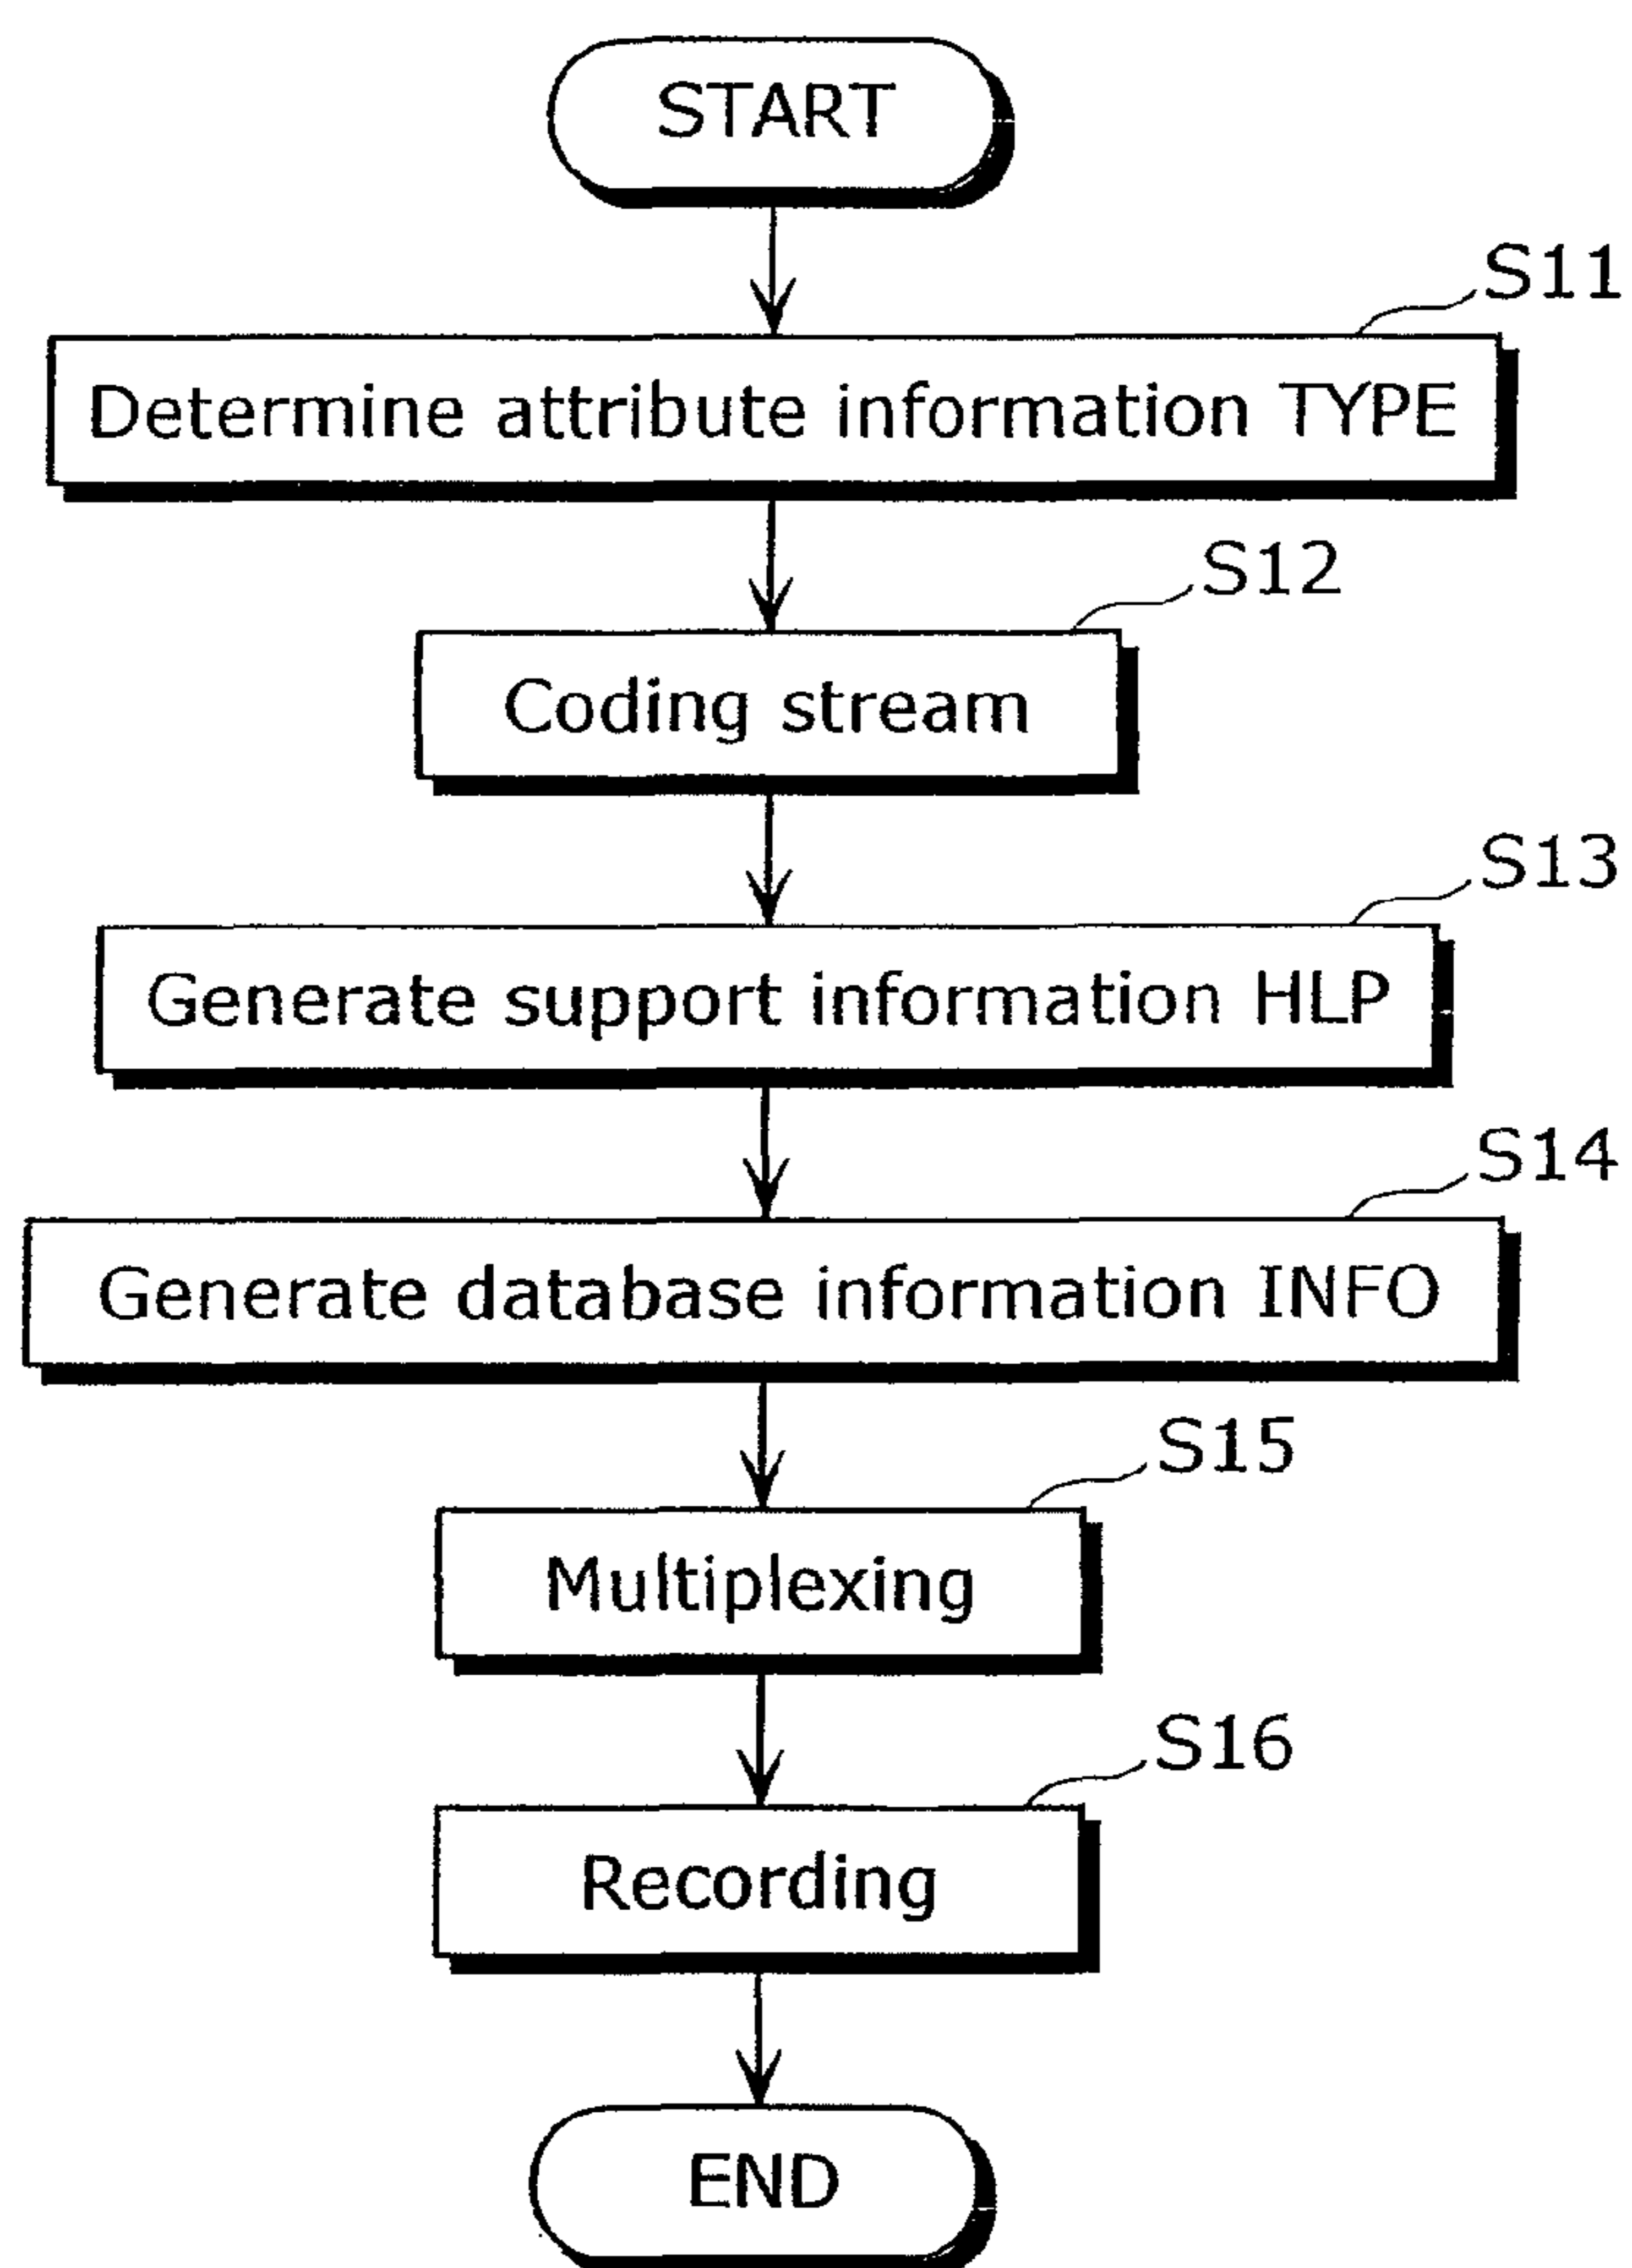 START
S11
Determine attribute information TYPE
S12
Coding stream
S13
Generate support information HLP
S14
Generate database information INFO
S15
Multiplexing
S16
Recording
END